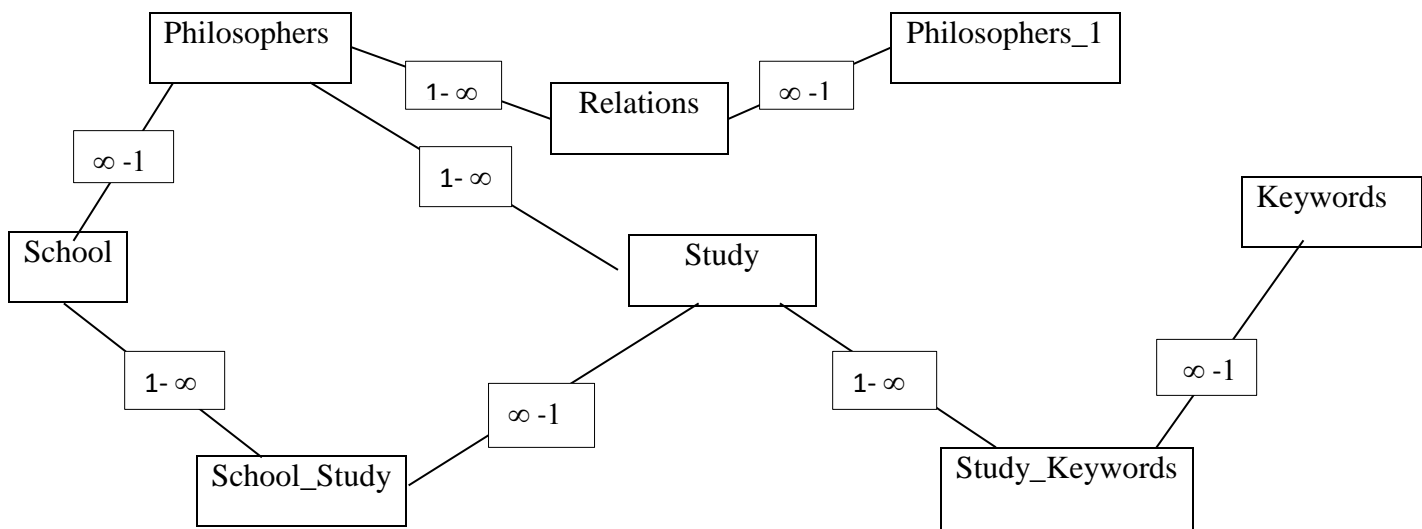 Philosophers
Philosophers_1
1- ∞
∞ -1
Relations
∞ -1
1- ∞
Keywords
School
Study
1- ∞
∞ -1
1- ∞
∞ -1
School_Study
Study_Keywords